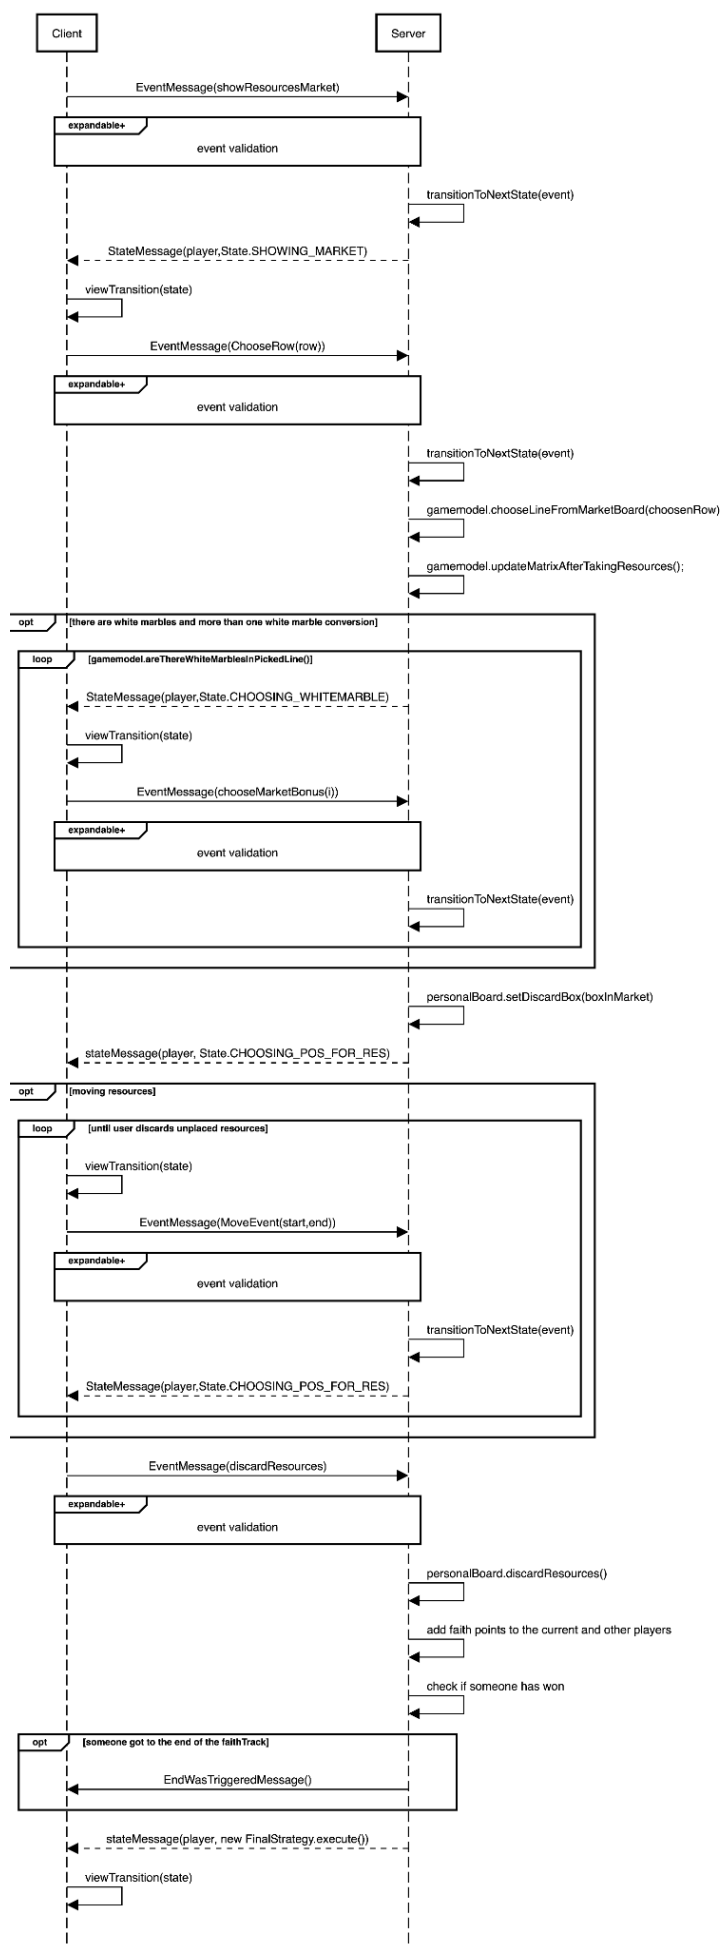 Client
Server
EventMessage(showResourcesMarket)
expandable+
event validation
transitionToNextState(event)
StateMessage(player,State.SHOWING_MARKET)
viewTransition(state)
EventMessage(ChooseRow(row))
expandable+
event validation
transitionToNextState(event)
gamemodel.chooseLineFromMarketBoard(choosenRow)
gamemodel.updateMatrixAfterTakingResources();
opt [there are white marbles and more than one white marble conversion]
loop [gamemodel.areThereWhiteMarblesInPickedLine()]
StateMessage(player,State.CHOOSING_WHITEMARBLE)
viewTransition(state)
EventMessage(chooseMarketBonus(i))
expandable+
event validation
transitionToNextState(event)
personalBoard.setDiscardBox(boxInMarket)
stateMessage(player, State.CHOOSING_POS_FOR_RES)
opt [moving resources]
loop [until user discards unplaced resources]
viewTransition(state)
EventMessage(MoveEvent(start,end))
expandable+
event validation
transitionToNextState(event)
StateMessage(player,State.CHOOSING_POS_FOR_RES)
EventMessage(discardResources)
expandable+
event validation
personalBoard.discardResources()
add faith points to the current and other players
check if someone has won
opt [someone got to the end of the faithTrack]
EndWasTriggeredMessage()
stateMessage(player, new FinalStrategy.execute())
viewTransition(state)